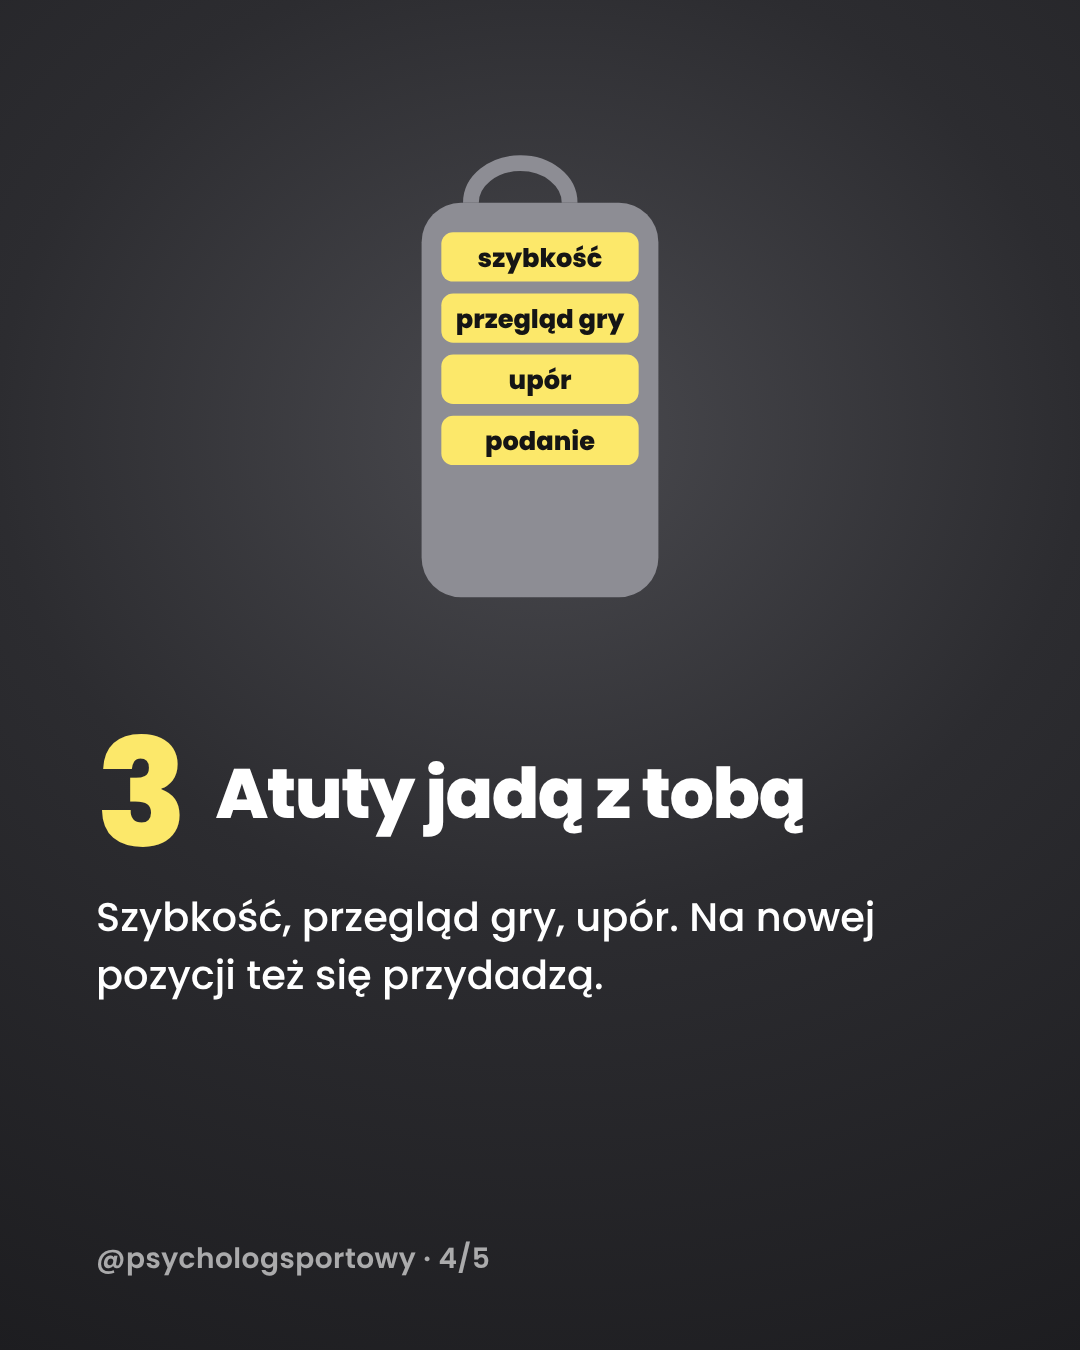 szybkość
przegląd gry
upór
podanie
3 Atuty jadą z tobą
Szybkość, przegląd gry, upór. Na nowej
pozycji też się przydadzą.
@psychologsportowy · 4/5